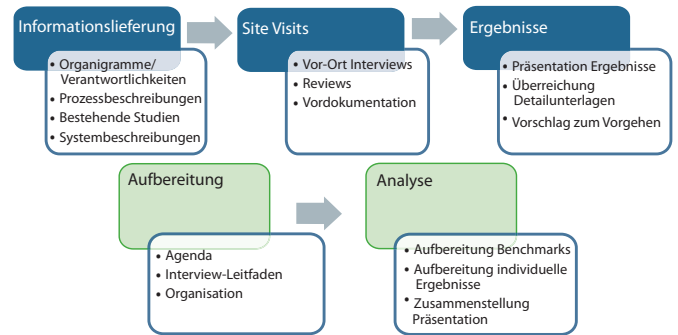 Informationslieferung
• Organigramme/
Verantwortlichkeiten
• Prozessbeschreibungen
• Bestehende Studien
• Systembeschreibungen
Site Visits
• Vor-Ort Interviews
• Reviews
• Vordokumentation
Ergebnisse
• Präsentation Ergebnisse
• Überreichung
Detailunterlagen
• Vorschlag zum Vorgehen
Aufbereitung
• Agenda
• Interview-Leitfaden
• Organisation
Analyse
• Aufbereitung Benchmarks
• Aufbereitung individuelle
Ergebnisse
• Zusammenstellung
Präsentation